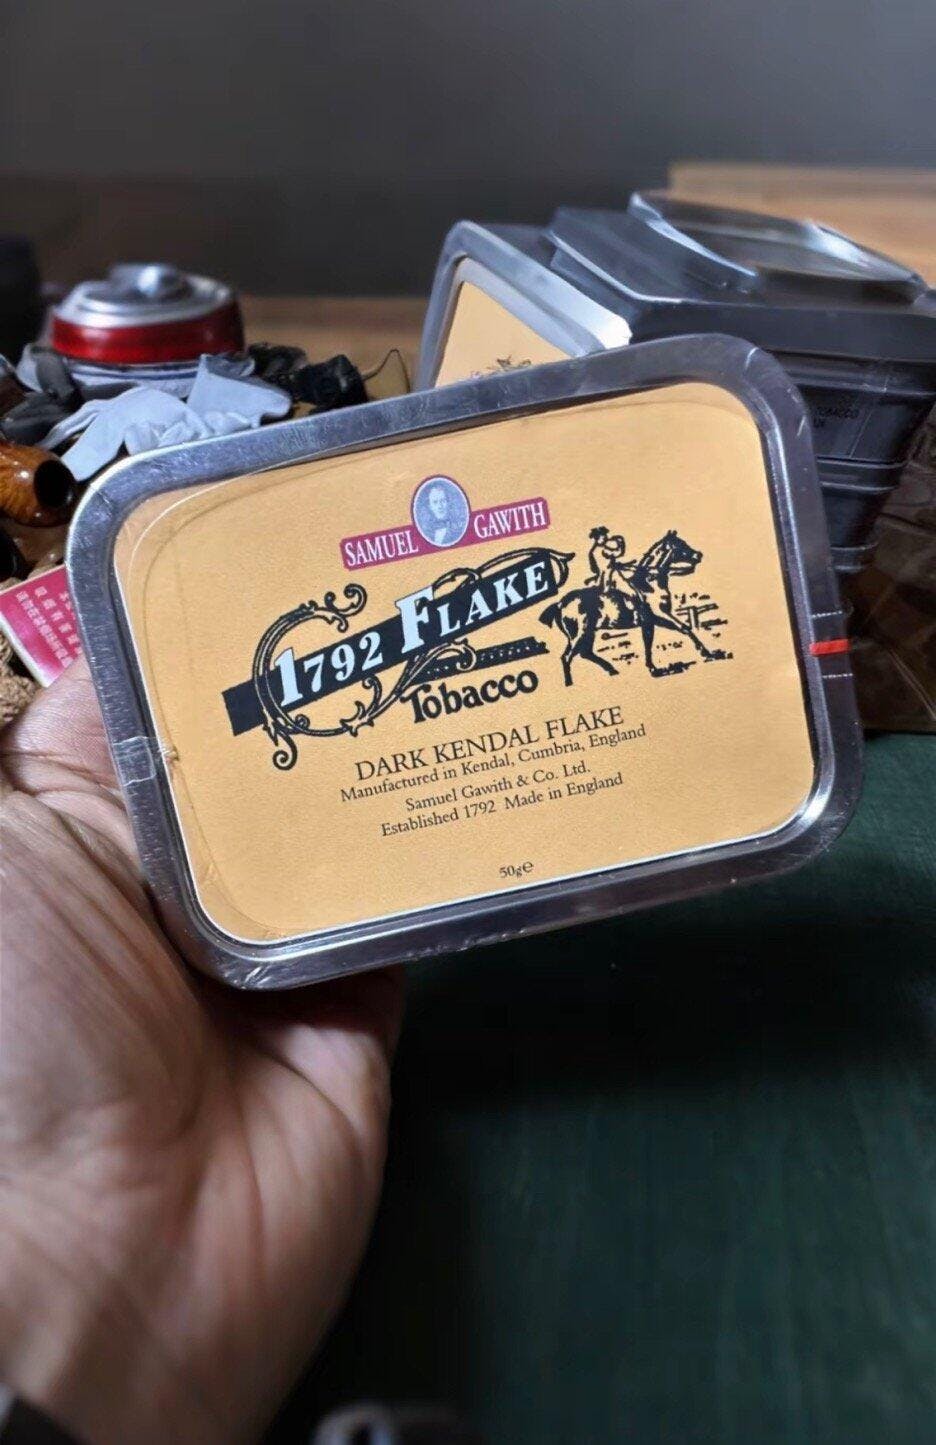 SAMUEL GAWITH
1792 FLAKE
Tobacco
DARK KENDAL FLAKE
Manufactured in Kendal, Cumbria, England
Samuel Gawith & Co. Ltd.
Established 1792 Made in England
50g℮
TOBACCO